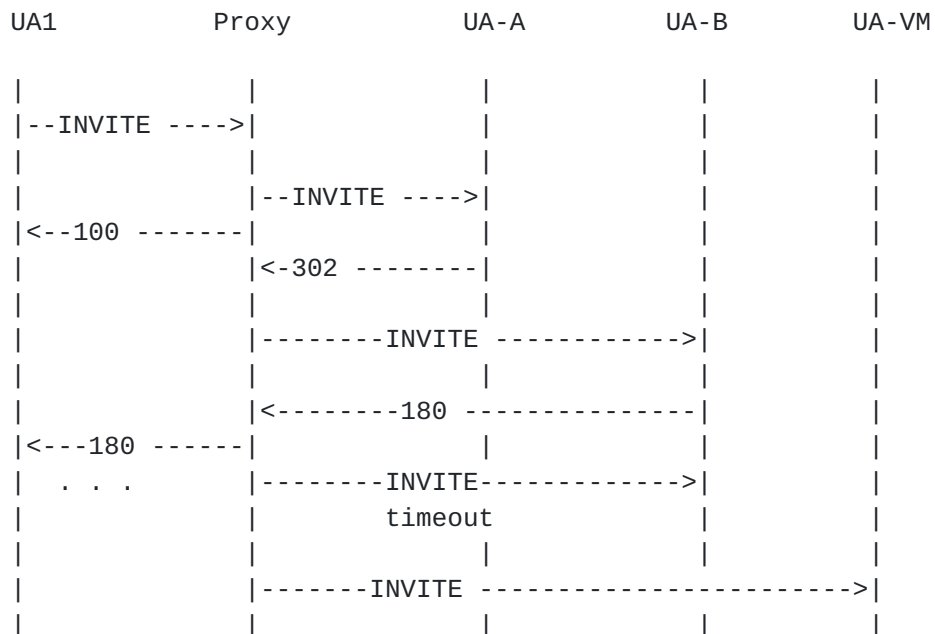 UA1            Proxy           UA-A         UA-B        UA-VM
|              |              |             |          |
|--INVITE ---->|              |             |          |
|              |              |             |          |
|              |--INVITE ---->|             |          |
|<--100 -------|              |             |          |
|              |<-302 --------|             |          |
|              |              |             |          |
|              |--------INVITE ------------>|          |
|              |              |             |          |
|              |<--------180 ---------------|          |
|<---180 ------|              |             |          |
|  . . .       |--------INVITE------------->|          |
|              |        timeout             |          |
|              |              |             |          |
|              |-------INVITE ------------------------>|
|              |              |             |          |